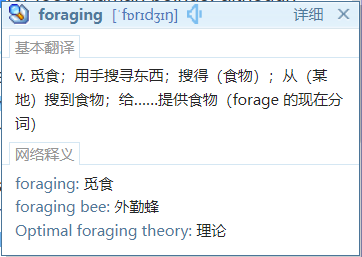 foraging [ˈfɒrɪdʒɪŋ] 详细
基本翻译
v. 觅食；用手搜寻东西；搜得（食物）；从（某
地）搜到食物；给……提供食物（forage 的现在分
词）
网络释义
foraging: 觅食
foraging bee: 外勤蜂
Optimal foraging theory: 理论